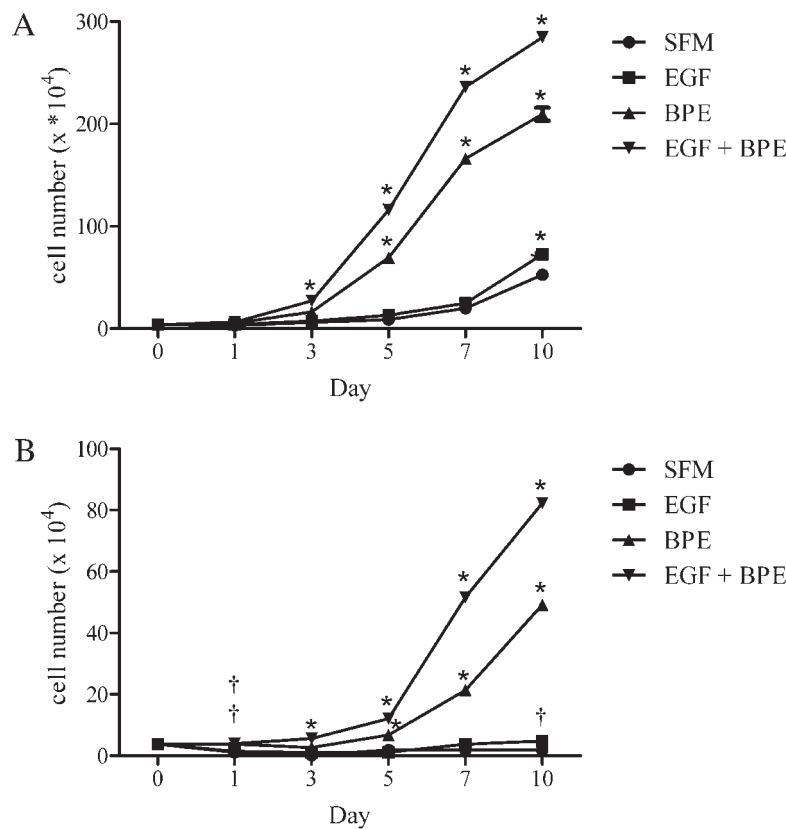 A
300
200
100
0
cell number (x *10⁴)
0 1 3 5 7 10
Day
* * * * * * * *
SFM
EGF
BPE
EGF + BPE
B
100
80
60
40
20
0
cell number (x 10⁴)
0 1 3 5 7 10
Day
† † * * * * * * * †
SFM
EGF
BPE
EGF + BPE